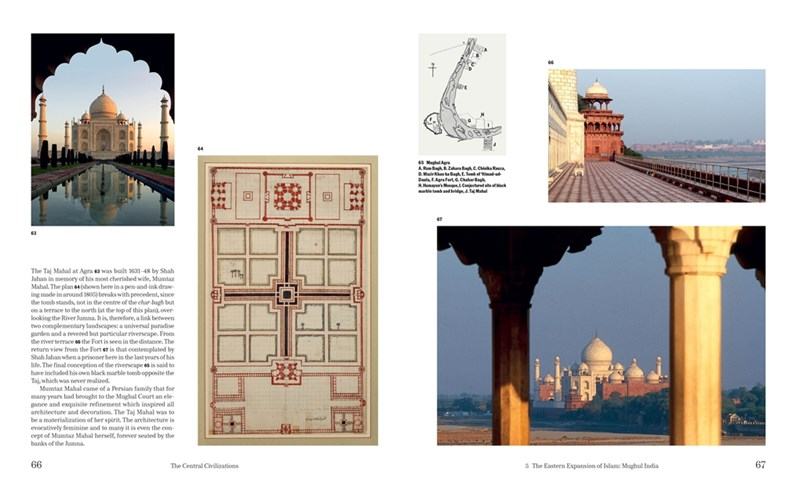 63
64
The Taj Mahal at Agra 63 was built 1631–48 by Shah
Jahan in memory of his most cherished wife, Mumtaz
Mahal. The plan 64 (shown here in a pen-and-ink draw-
ing made in around 1805) breaks with precedent, since
the tomb stands, not in the centre of the char-bagh but
on a terrace to the north (at the top of this plan), over-
looking the River Jumna. It is, therefore, a link between
two complementary landscapes: a universal paradise
garden and a revered but particular riverscape. From
the river terrace 66 the Fort is seen in the distance. The
return view from the Fort 67 is that contemplated by
Shah Jahan when a prisoner here in the last years of his
life. The final conception of the riverscape 65 is said to
have included his own black marble tomb opposite the
Taj, which was never realized.
Mumtaz Mahal came of a Persian family that for
many years had brought to the Mughul Court an ele-
gance and exquisite refinement which inspired all
architecture and decoration. The Taj Mahal was to
be a materialization of her spirit. The architecture is
evocatively feminine and to many it is even the con-
cept of Mumtaz Mahal herself, forever seated by the
banks of the Jumna.
66
The Central Civilizations
65 Mughul Agra
A. Ram Bagh, B. Zahara Bagh, C. Chinika Rauza,
D. Wazir Khan ka Bagh, E. Tomb of 'Itimad-ud-
Daula, F. Agra Fort, G. Chahar Bagh,
H. Humayun's Mosque, I. Conjectured site of black
marble tomb and bridge, J. Taj Mahal
66
67
5 The Eastern Expansion of Islam: Mughul India
67